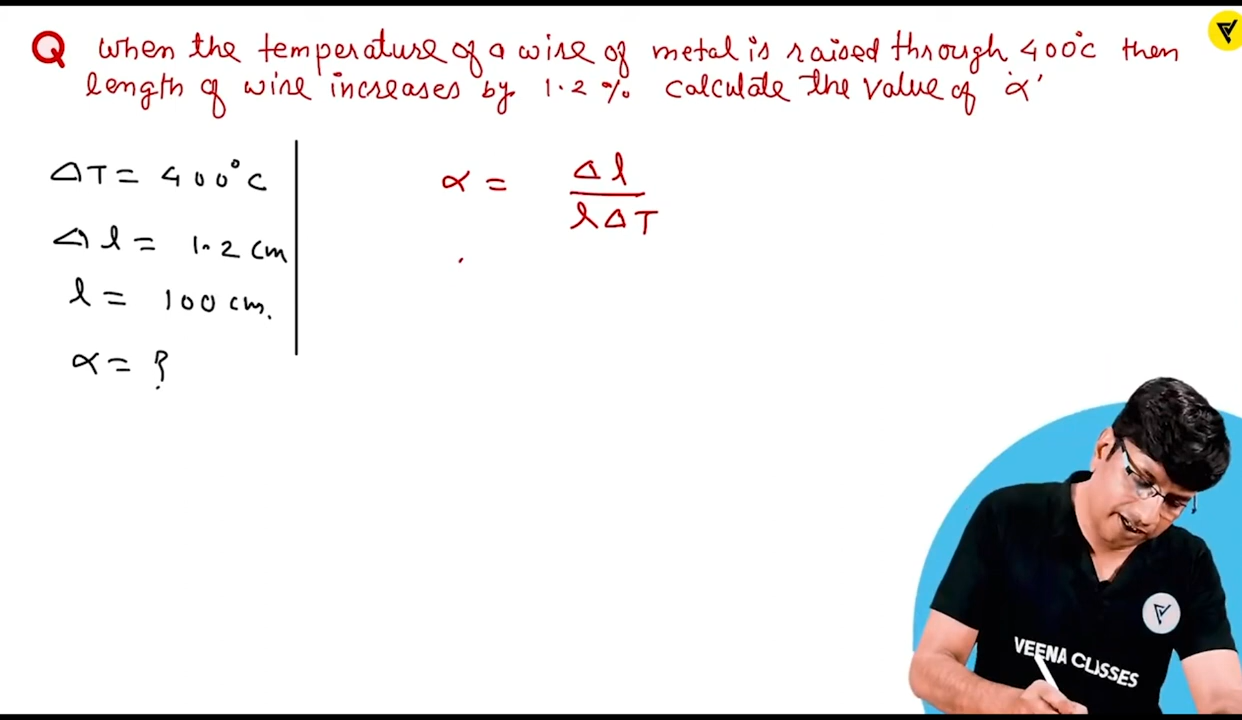 Q when the temperature of a wire of metal is raised through 400°C then
length of wire increases by 1.2 % calculate the value of 'α'
ΔT = 400°C
Δl = 1.2 cm
l = 100 cm.
α = ?
α = Δl / lΔT
VEENA CLASSES